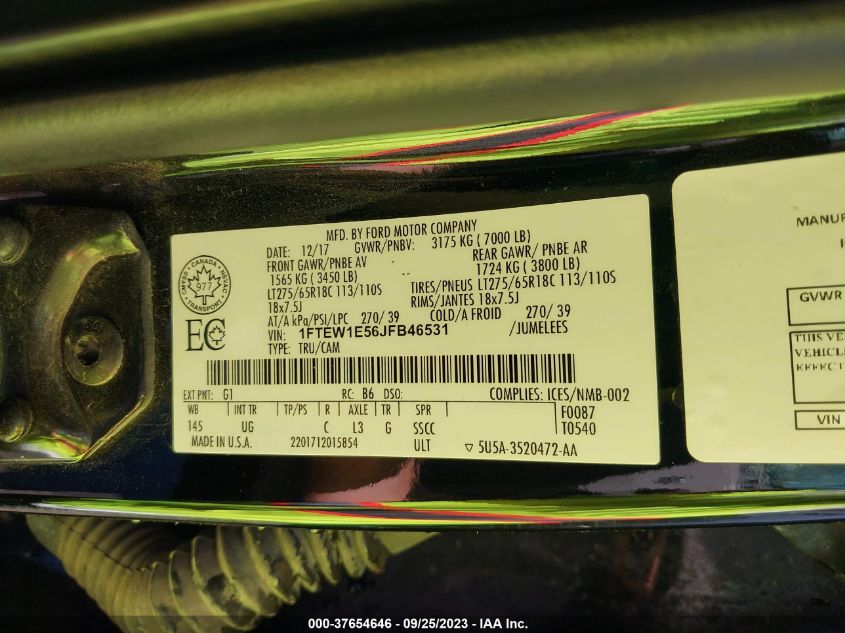 MFD. BY FORD MOTOR COMPANY
DATE: 12/17 GVWR/PNBV: 3175 KG ( 7000 LB)
FRONT GAWR/PNBE AV REAR GAWR/ PNBE AR
1565 KG ( 3450 LB) 1724 KG ( 3800 LB)
LT275/65R18C 113/110S TIRES/PNEUS LT275/65R18C 113/110S
18x7.5J RIMS/JANTES 18x7.5J
AT/A kPa/PSI/LPC 270/ 39 COLD/A FROID 270/ 39
VIN: 1FTEW1E56JFB46531 /JUMELEES
TYPE: TRU/CAM
CANADA
977
TRANSPORT
EC
EXT PNT: G1 RC: B6 DSO: COMPLIES: ICES/NMB-002
WB INT TR TP/PS R AXLE TR SPR F0087
145 UG C L3 G SSCC T0540
MADE IN U.S.A. 2201712015854 ULT ▽ 5U5A-3520472-AA
MANUF
GVWR
THIS VE
VEHICLE
EFFECT
VIN
000-37654646 - 09/25/2023 - IAA Inc.